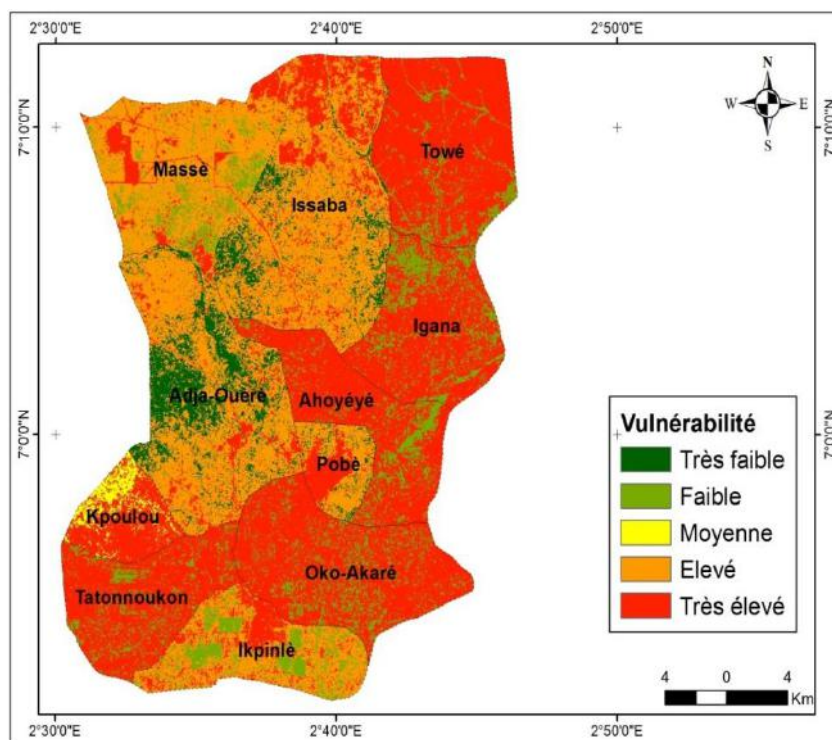 2°30'0"E
2°40'0"E
2°50'0"E
N
W
E
S
7°10'0"N
7°10'0"N
Towé
Massè
Issaba
Igana
Adja-Ouèrè
Ahoyéyé
Vulnérabilité
Très faible
Faible
Moyenne
Elevé
Très élevé
7°0'0"N
7°0'0"N
Pobè
Kpoulou
Oko-Akaré
Tatonnoukon
Ikpinlè
4
0
4
Km
2°30'0"E
2°40'0"E
2°50'0"E